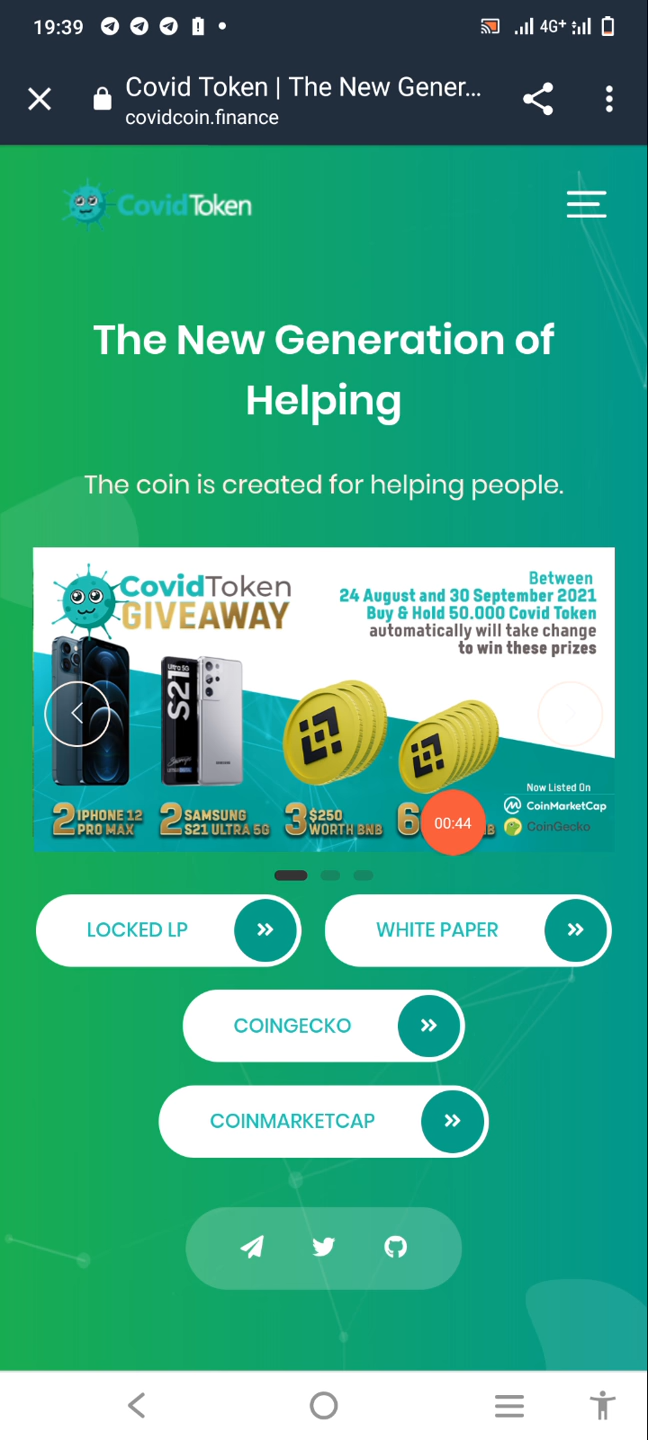 19:39
4G+
Covid Token | The New Gener...
covidcoin.finance
CovidToken
The New Generation of
Helping
The coin is created for helping people.
CovidToken
GIVEAWAY
Between
24 August and 30 September 2021
Buy & Hold 50.000 Covid Token
automatically will take change
to win these prizes
Ultra 5G
S21
2 IPHONE 12
PRO MAX
2 SAMSUNG
S21 ULTRA 5G
3 $250
WORTH BNB
6
00:44
Now Listed On
CoinMarketCap
CoinGecko
LOCKED LP
WHITE PAPER
COINGECKO
COINMARKETCAP